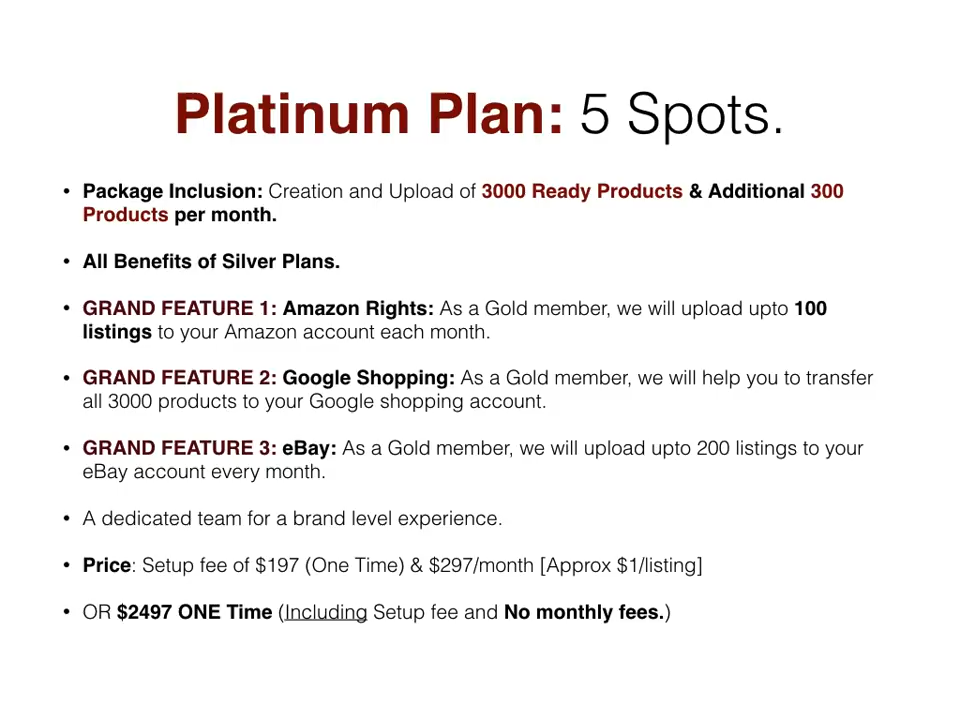 Platinum Plan: 5 Spots.
• Package Inclusion: Creation and Upload of 3000 Ready Products & Additional 300
Products per month.
• All Benefits of Silver Plans.
• GRAND FEATURE 1: Amazon Rights: As a Gold member, we will upload upto 100
listings to your Amazon account each month.
• GRAND FEATURE 2: Google Shopping: As a Gold member, we will help you to transfer
all 3000 products to your Google shopping account.
• GRAND FEATURE 3: eBay: As a Gold member, we will upload upto 200 listings to your
eBay account every month.
• A dedicated team for a brand level experience.
• Price: Setup fee of $197 (One Time) & $297/month [Approx $1/listing]
• OR $2497 ONE Time (Including Setup fee and No monthly fees.)